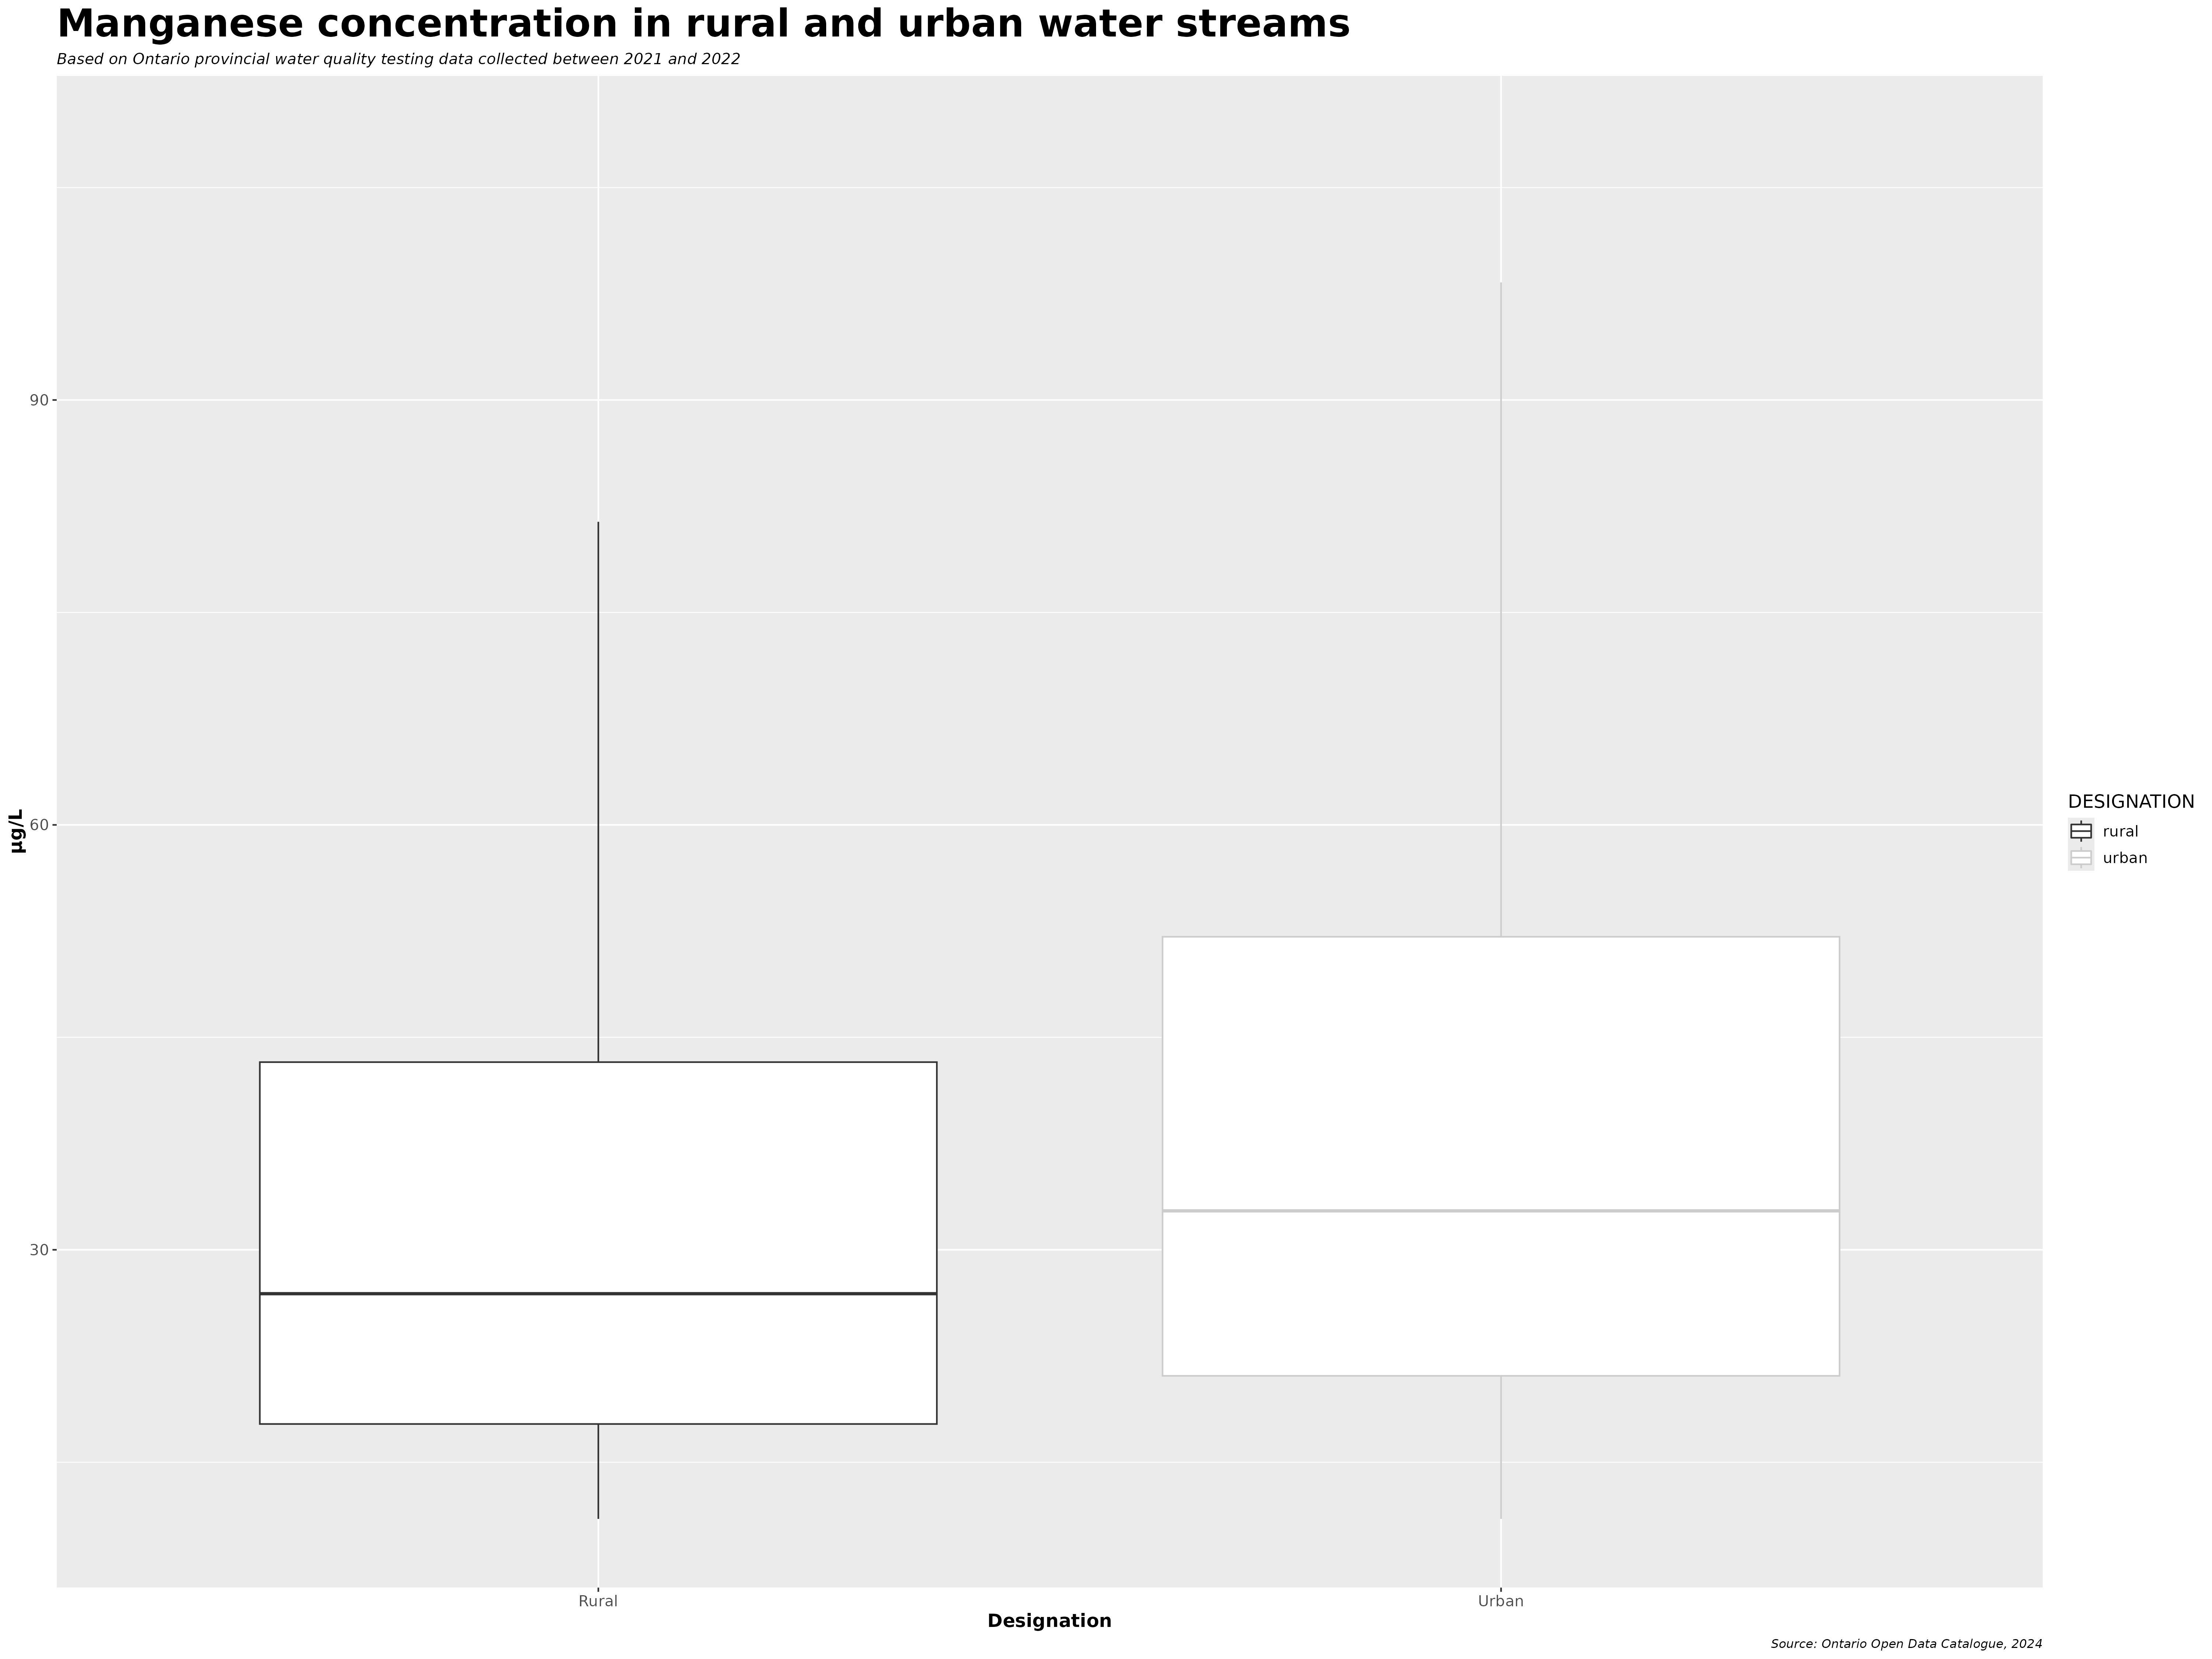 Manganese concentration in rural and urban water streams
Based on Ontario provincial water quality testing data collected between 2021 and 2022
90
60
30
µg/L
Rural
Urban
Designation
DESIGNATION
rural
urban
Source: Ontario Open Data Catalogue, 2024